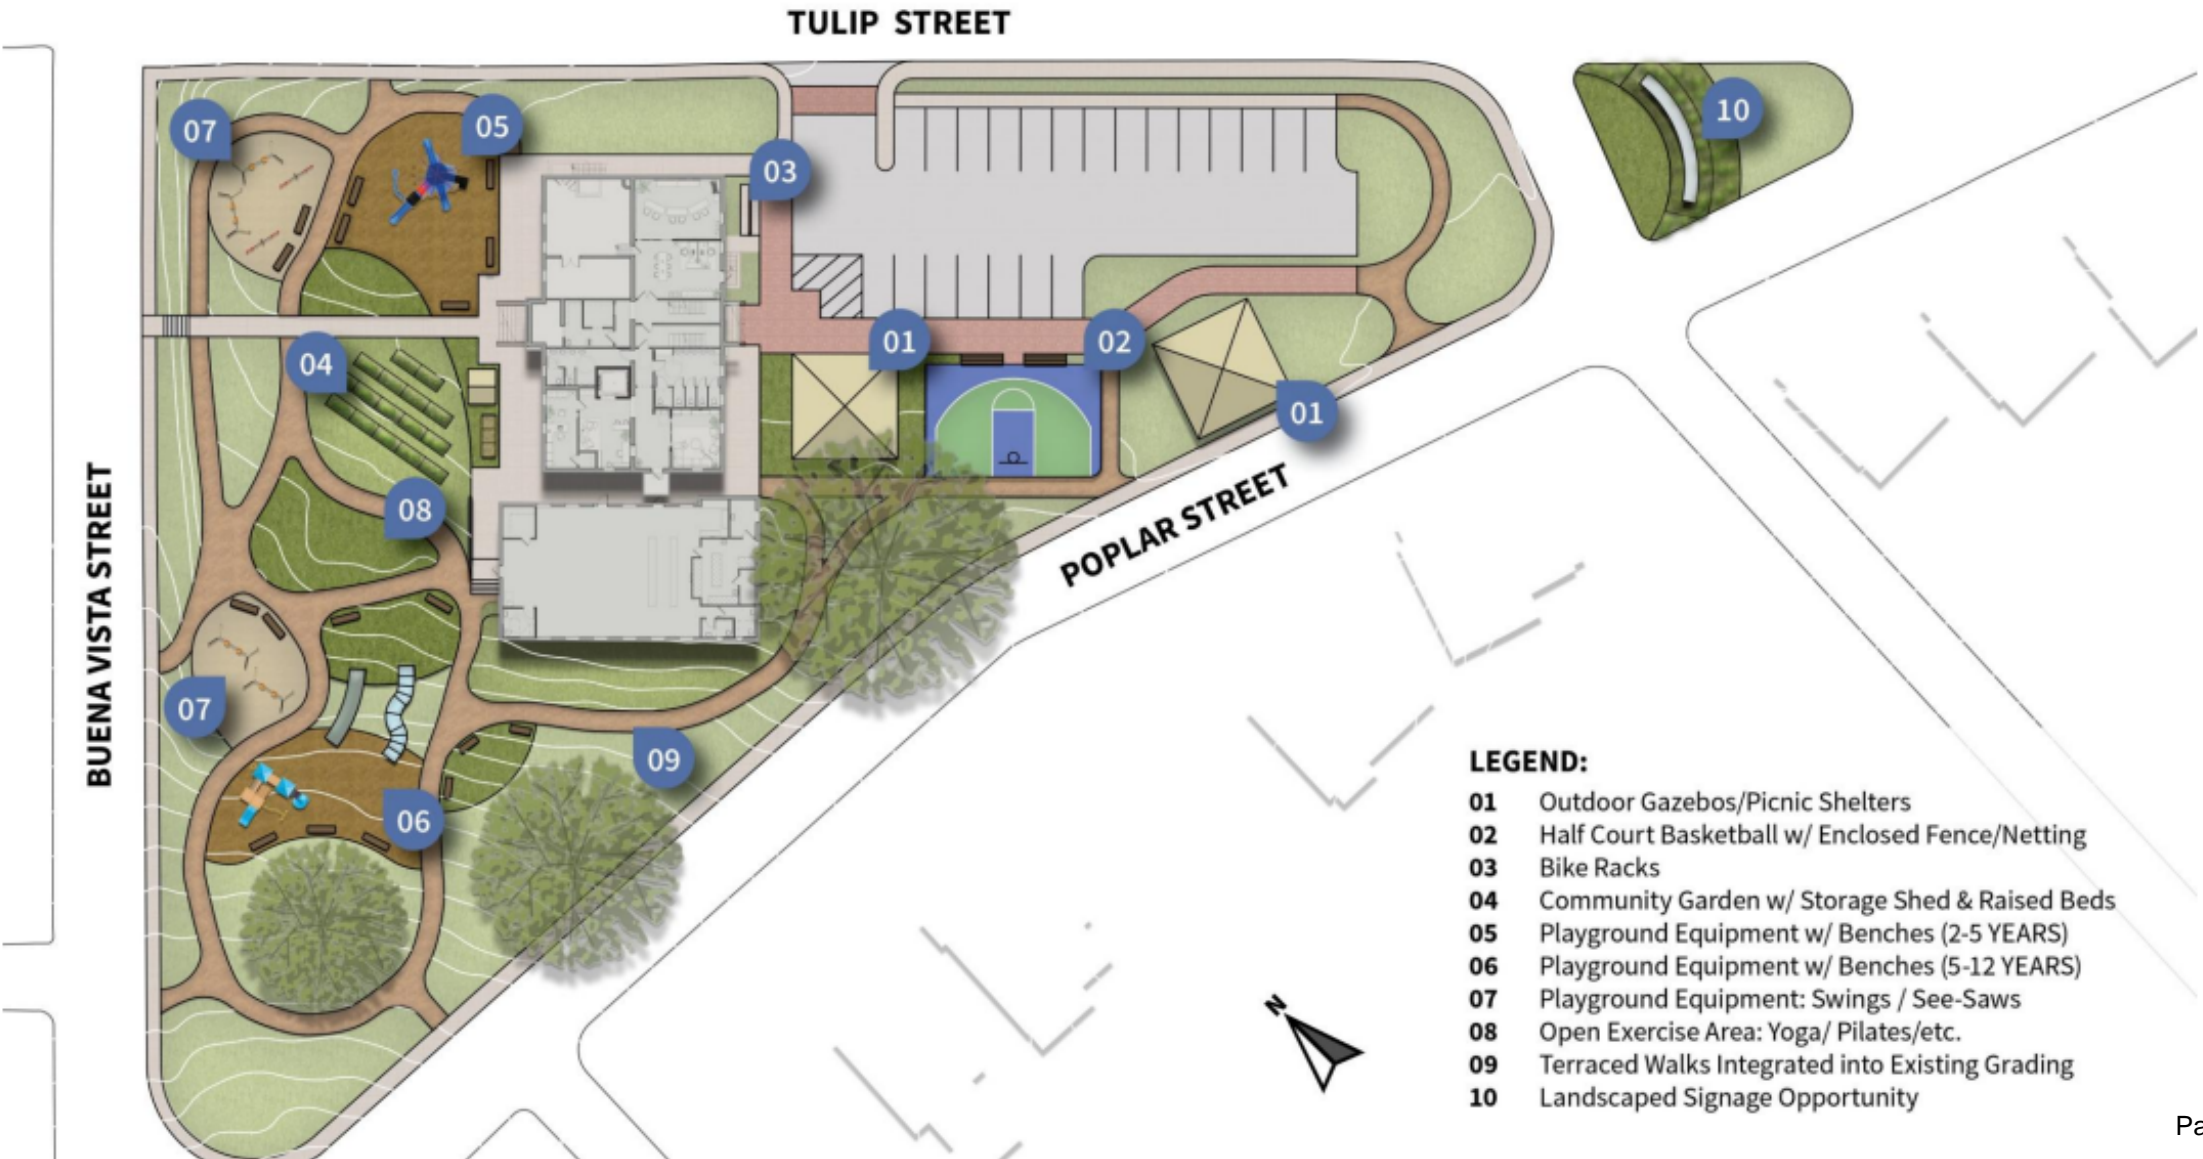 TULIP STREET
07
05
10
03
04
01
02
01
08
BUENA VISTA STREET
POPLAR STREET
07
09
06
N
LEGEND:
01 Outdoor Gazebos/Picnic Shelters
02 Half Court Basketball w/ Enclosed Fence/Netting
03 Bike Racks
04 Community Garden w/ Storage Shed & Raised Beds
05 Playground Equipment w/ Benches (2-5 YEARS)
06 Playground Equipment w/ Benches (5-12 YEARS)
07 Playground Equipment: Swings / See-Saws
08 Open Exercise Area: Yoga/ Pilates/etc.
09 Terraced Walks Integrated into Existing Grading
10 Landscaped Signage Opportunity
Pa